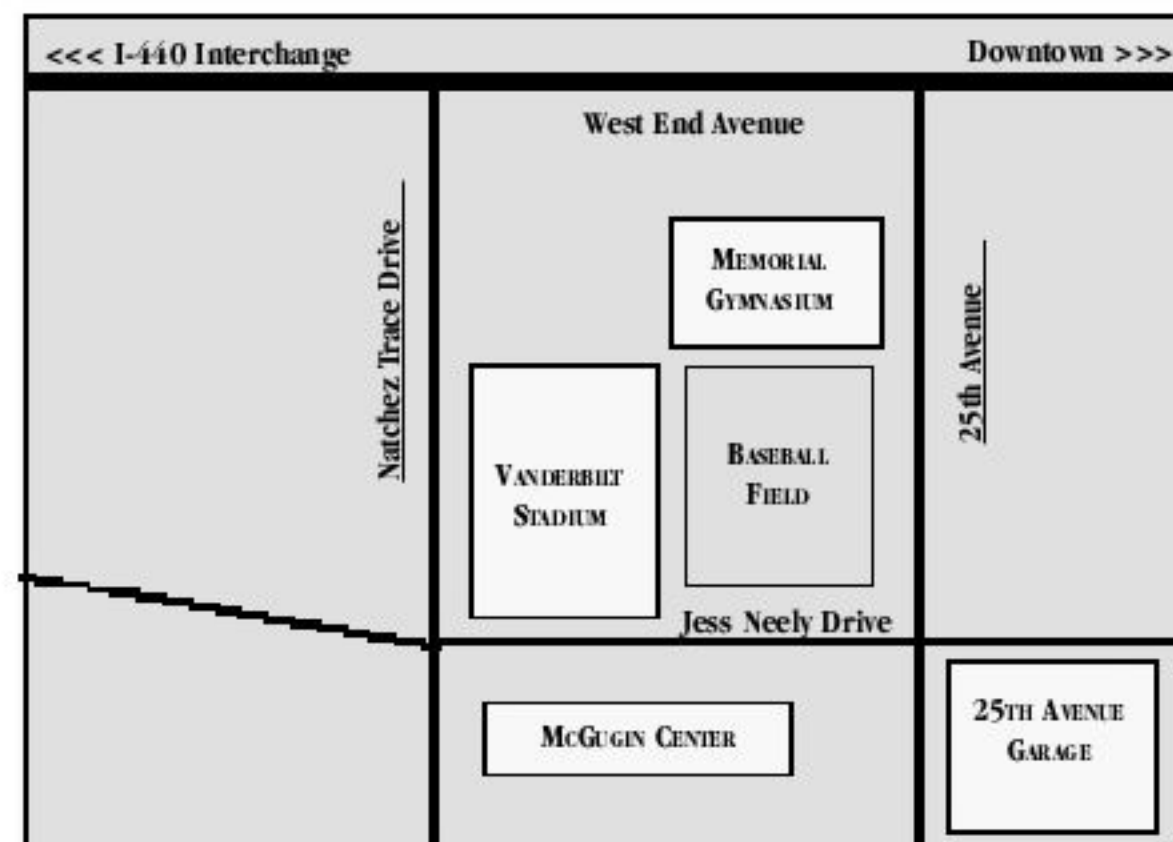 <<< I-440 Interchange
Downtown >>>
West End Avenue
Natchez Trace Drive
MEMORIAL
GYMNASIUM
25th Avenue
VANDERBILT
STADIUM
BASEBALL
FIELD
Jess Neely Drive
MCGUGIN CENTER
25TH AVENUE
GARAGE